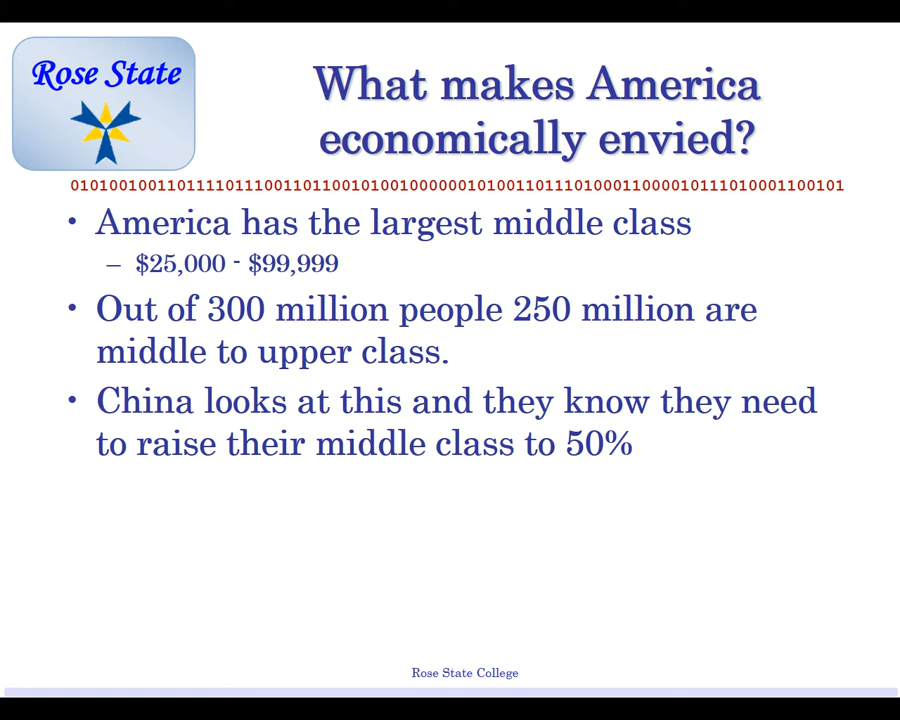 Rose State
What makes America
economically envied?
01010010011011110111001101100101001000000101001101110100011000010111010001100101
• America has the largest middle class
– $25,000 - $99,999
• Out of 300 million people 250 million are
middle to upper class.
• China looks at this and they know they need
to raise their middle class to 50%
Rose State College